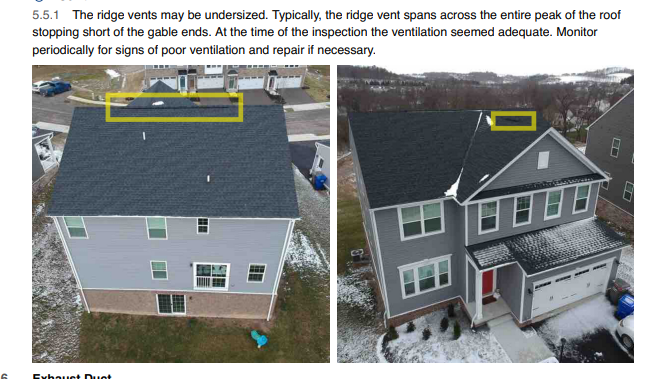 5.5.1 The ridge vents may be undersized. Typically, the ridge vent spans across the entire peak of the roof
stopping short of the gable ends. At the time of the inspection the ventilation seemed adequate. Monitor
periodically for signs of poor ventilation and repair if necessary.
6 Exhaust Duct